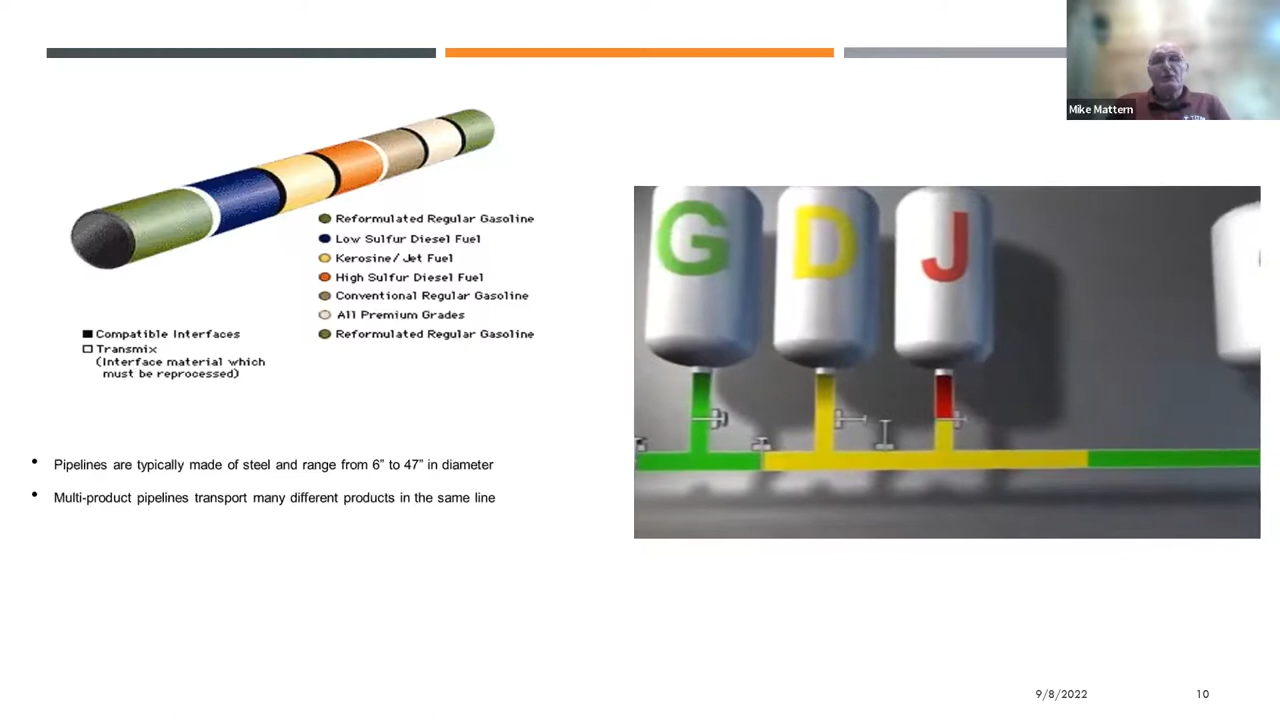 Mike Mattern
Reformulated Regular Gasoline
Low Sulfur Diesel Fuel
Kerosine/Jet Fuel
High Sulfur Diesel Fuel
Conventional Regular Gasoline
All Premium Grades
Reformulated Regular Gasoline
Compatible Interfaces
Transmix
(Interface material which
must be reprocessed)
G D J
• Pipelines are typically made of steel and range from 6” to 47” in diameter
• Multi-product pipelines transport many different products in the same line
9/8/2022 10